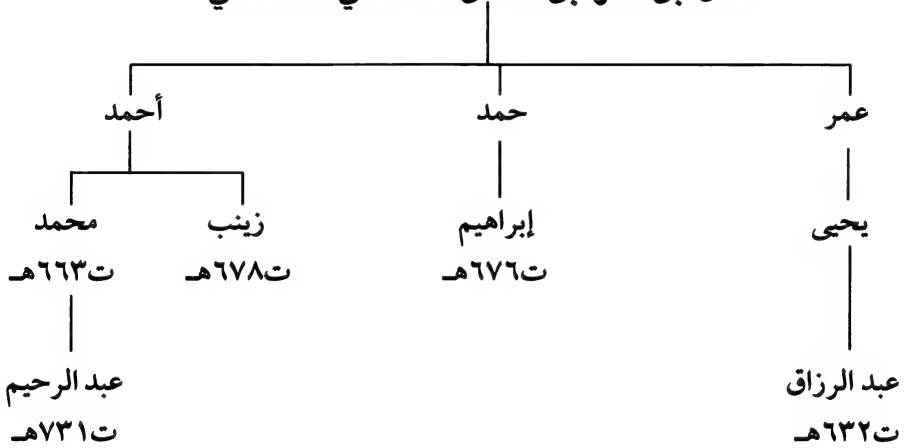 عمر حمد أحمد
يحيى إبراهيم زينب محمد
ت٦٧٦هـ ت٦٧٨هـ ت٦٦٣هـ
عبد الرزاق عبد الرحيم
ت٦٣٢هـ ت٧٣١هـ